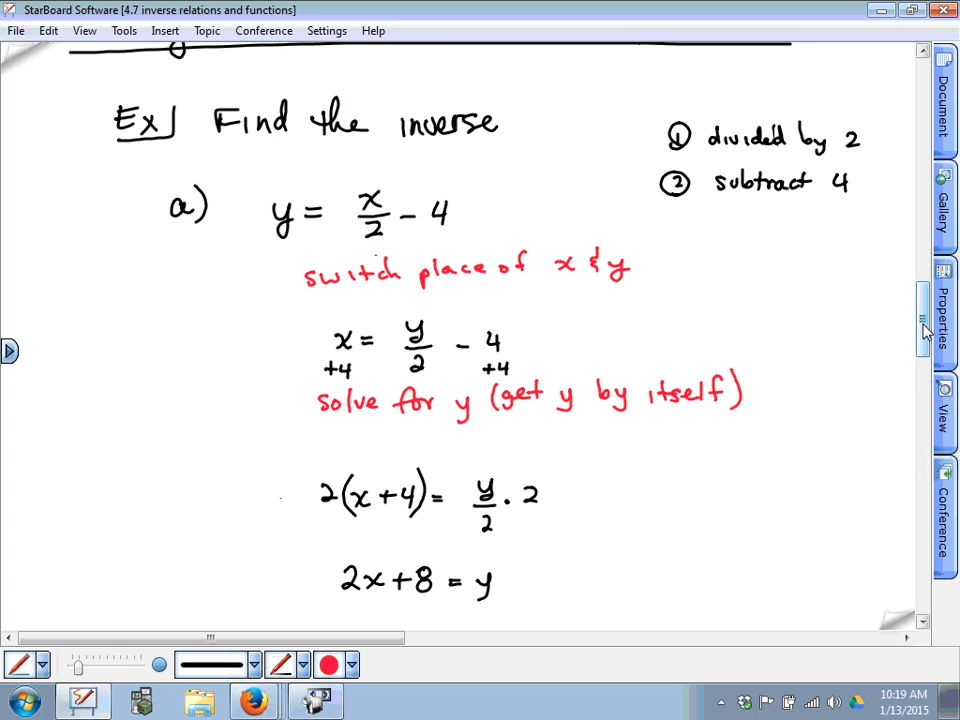 StarBoard Software [4.7 inverse relations and functions]
File Edit View Tools Insert Topic Conference Settings Help
Ex1 Find the inverse
① divided by 2
② subtract 4
a) y = x/2 - 4
switch place of x & y
x = y/2 - 4
+4 +4
solve for y (get y by itself)
2(x+4) = y/2 · 2
2x+8 = y
Document
Gallery
Properties
View
Conference
10:19 AM
1/13/2015